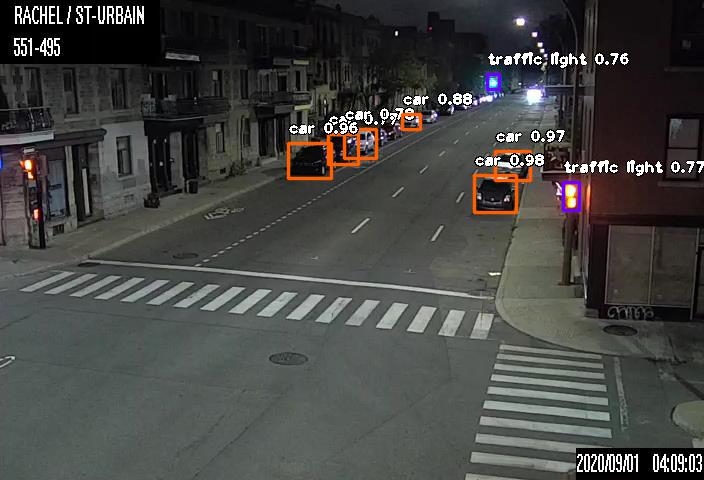 RACHEL / ST-URBAIN
551-495
traffic light 0.76
car 0.88
car 0.96
car 0.97
car 0.98
traffic light 0.77
2020/09/01 04:09:03